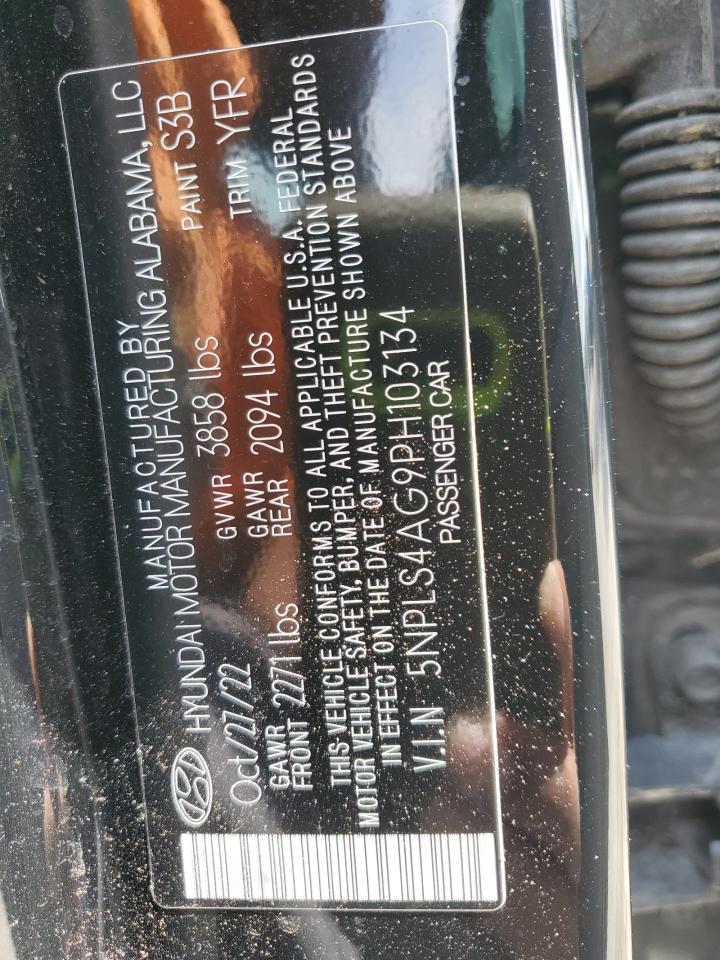 MANUFACTURED BY
HYUNDAI MOTOR MANUFACTURING ALABAMA, LLC
Oct/27/22 GVWR 3858 lbs PAINT S3B
GAWR FRONT 2271 lbs GAWR REAR 2094 lbs TRIM YFR
THIS VEHICLE CONFORMS TO ALL APPLICABLE U.S.A. FEDERAL
MOTOR VEHICLE SAFETY, BUMPER, AND THEFT PREVENTION STANDARDS
IN EFFECT ON THE DATE OF MANUFACTURE SHOWN ABOVE
V.I.N 5NPLS4AG9PH103134
PASSENGER CAR